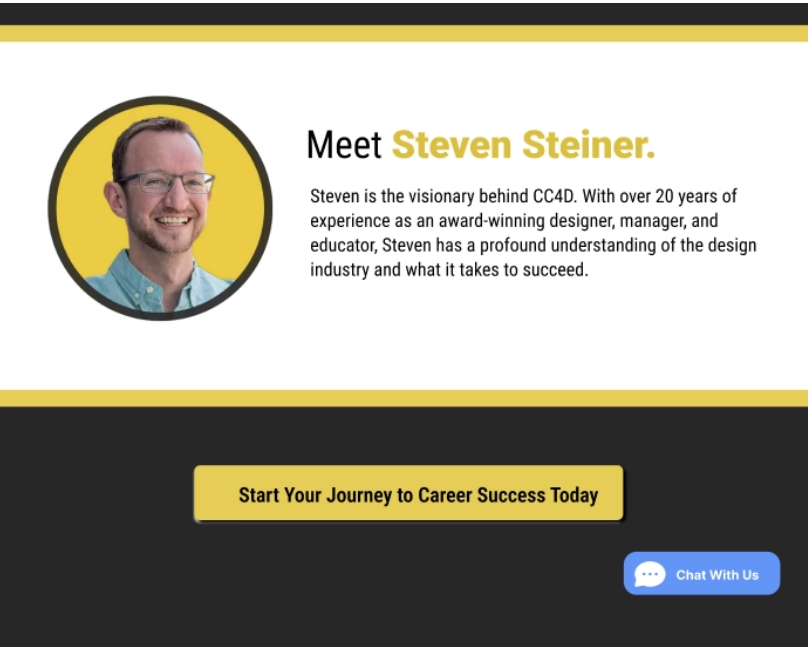 Meet Steven Steiner.
Steven is the visionary behind CC4D. With over 20 years of
experience as an award-winning designer, manager, and
educator, Steven has a profound understanding of the design
industry and what it takes to succeed.
Start Your Journey to Career Success Today
Chat With Us